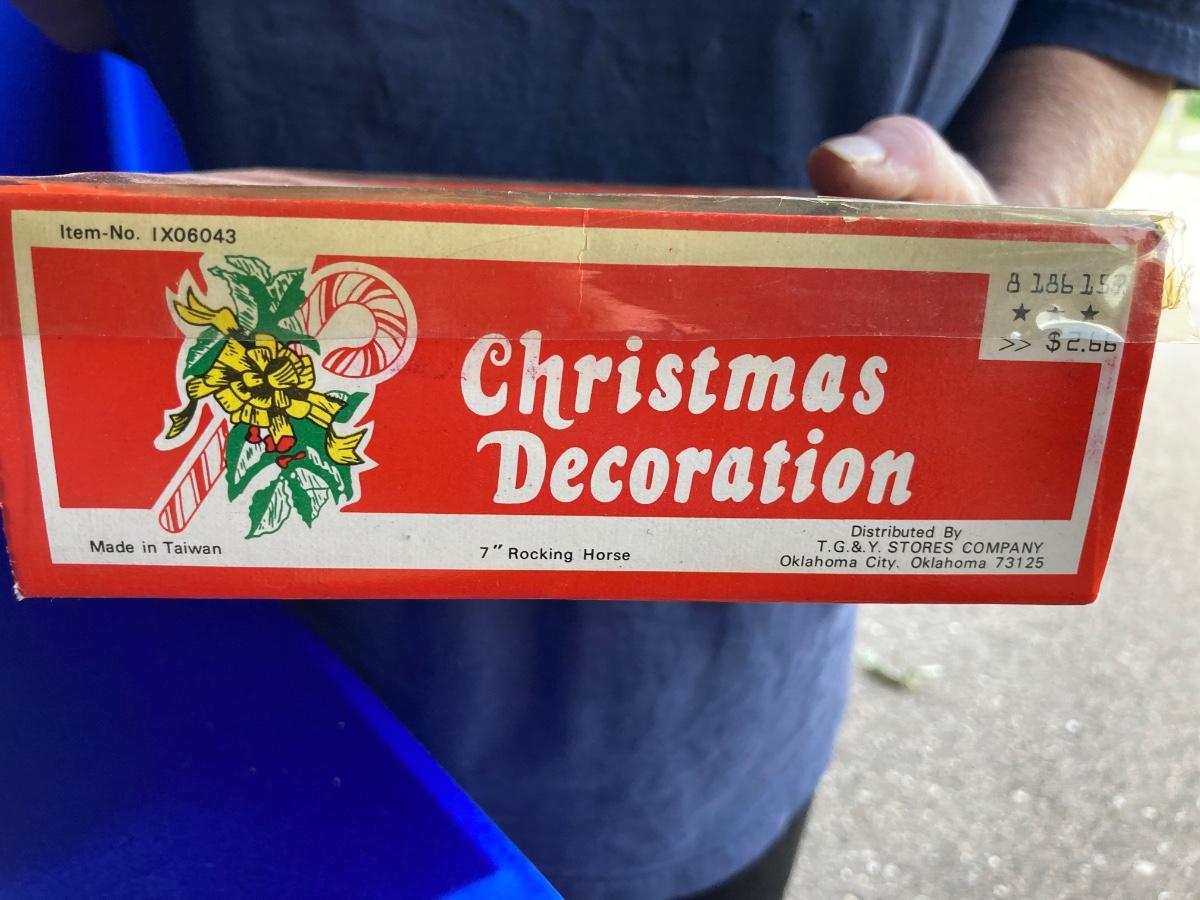 Item-No. IX06043
8 186 15
★ ★ ★
>> $2.66
Christmas
Decoration
Made in Taiwan
7" Rocking Horse
Distributed By
T.G.&.Y. STORES COMPANY
Oklahoma City. Oklahoma 73125